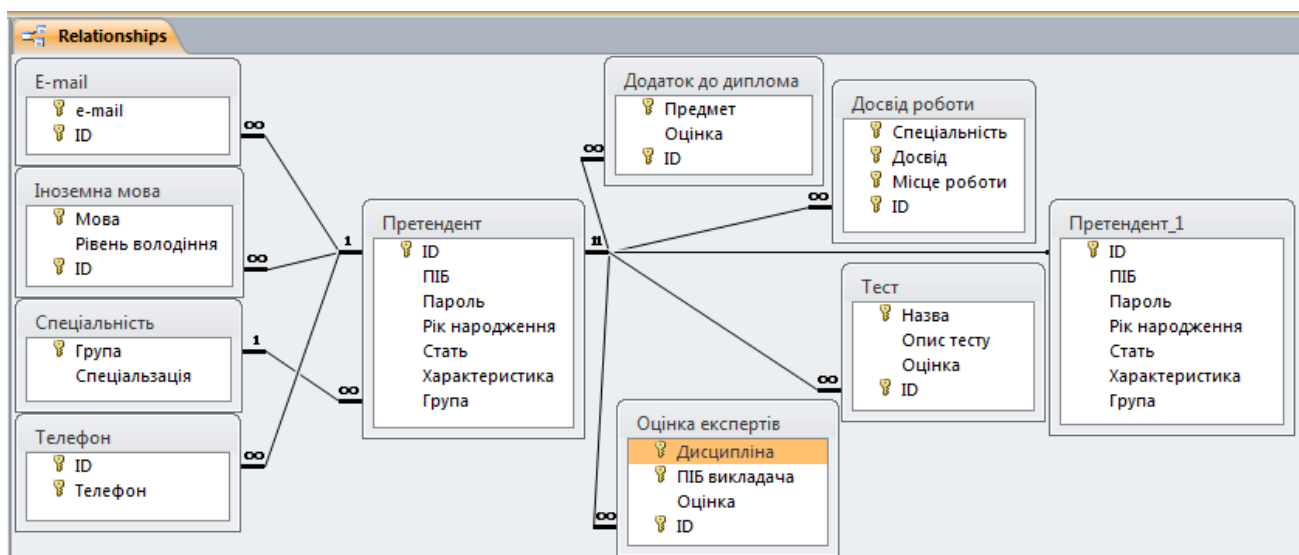 Relationships
E-mail
e-mail
ID
Іноземна мова
Мова
Рівень володіння
ID
Спеціальність
Група
Спеціальзація
Телефон
ID
Телефон
∞
∞
1
∞
1
∞
Претендент
ID
ПІБ
Пароль
Рік народження
Стать
Характеристика
Група
11
∞
∞
∞
∞
Додаток до диплома
Предмет
Оцінка
ID
Досвід роботи
Спеціальність
Досвід
Місце роботи
ID
Тест
Назва
Опис тесту
Оцінка
ID
Оцінка експертів
Дисципліна
ПІБ викладача
Оцінка
ID
Претендент_1
ID
ПІБ
Пароль
Рік народження
Стать
Характеристика
Група